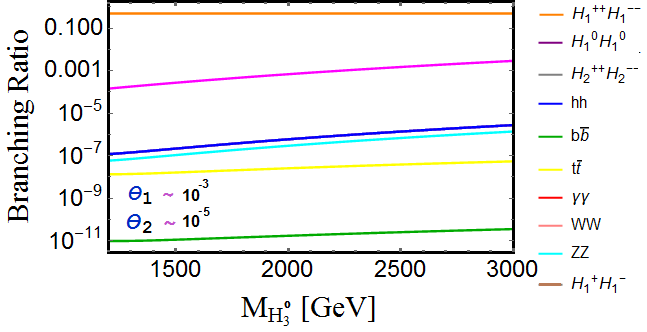 Branching Ratio
0.100
0.001
10⁻⁵
10⁻⁷
10⁻⁹
10⁻¹¹
Θ₁ ~ 10⁻³
Θ₂ ~ 10⁻⁵
1500 2000 2500 3000
M_{H₃⁰} [GeV]
H₁⁺⁺H₁⁻⁻
H₁⁰H₁⁰
H₂⁺⁺H₂⁻⁻
hh
bb̅
tt̅
γγ
WW
ZZ
H₁⁺H₁⁻